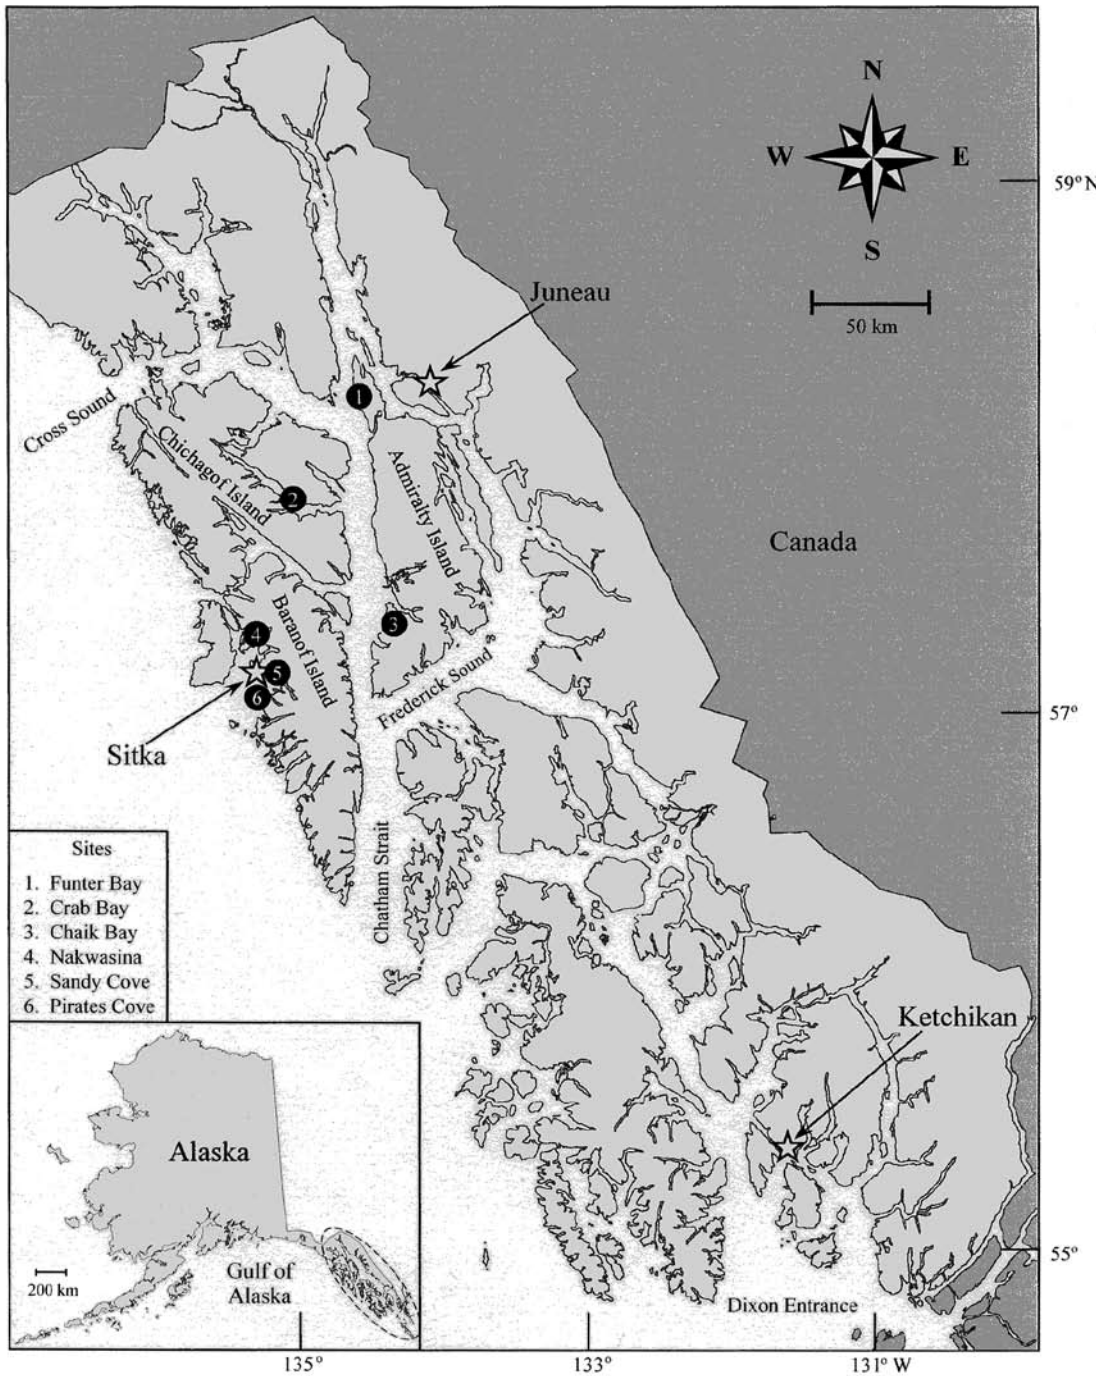 N
W
E
S
59° N
50 km
Juneau
1
Cross Sound
Chichagof Island
Admiralty Island
2
Canada
3
4
Baranof Island
5
6
Frederick Sound
57°
Sitka
Chatham Strait
Sites
1. Funter Bay
2. Crab Bay
3. Chaik Bay
4. Nakwasina
5. Sandy Cove
6. Pirates Cove
Ketchikan
Alaska
Gulf of
Alaska
200 km
55°
Dixon Entrance
135°
133°
131° W